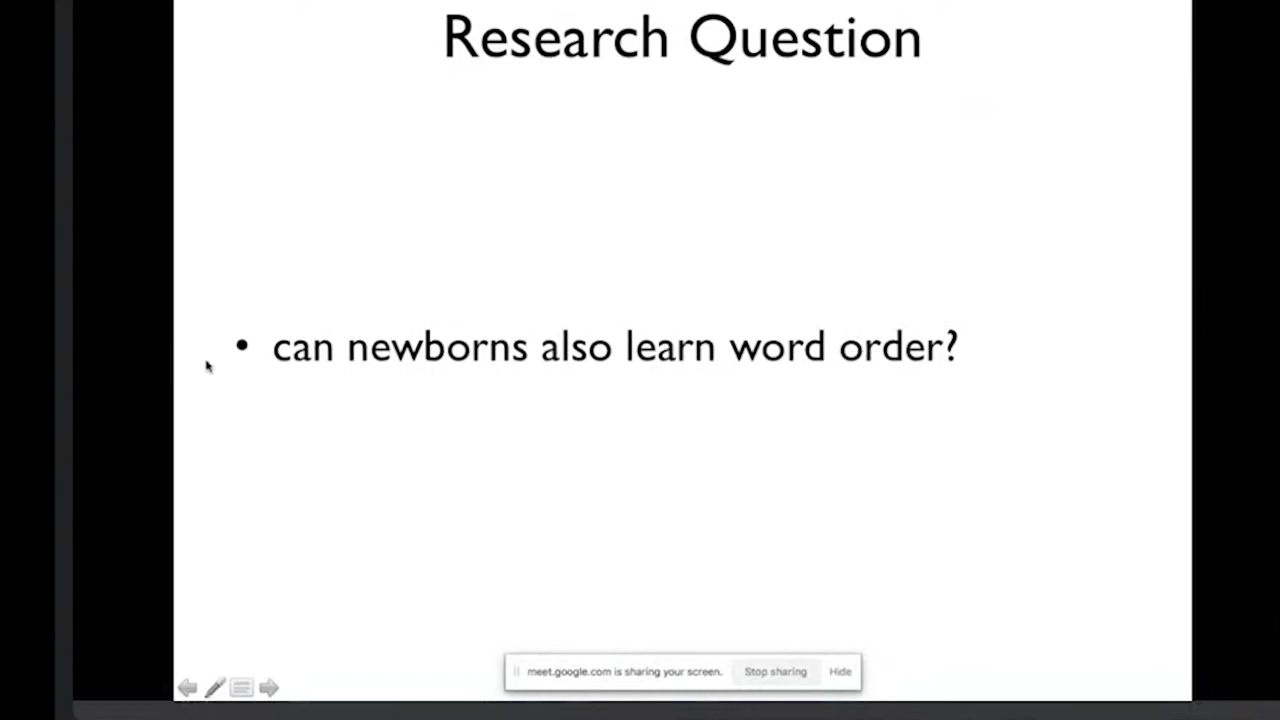 Research Question
• can newborns also learn word order?
meet.google.com is sharing your screen. Stop sharing Hide